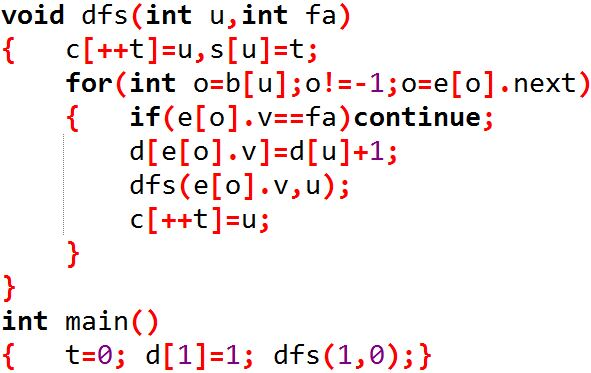 void dfs(int u,int fa)
{   c[++t]=u,s[u]=t;
    for(int o=b[u];o!=-1;o=e[o].next)
    {   if(e[o].v==fa)continue;
        d[e[o].v]=d[u]+1;
        dfs(e[o].v,u);
        c[++t]=u;
    }
}
int main()
{   t=0; d[1]=1; dfs(1,0);}